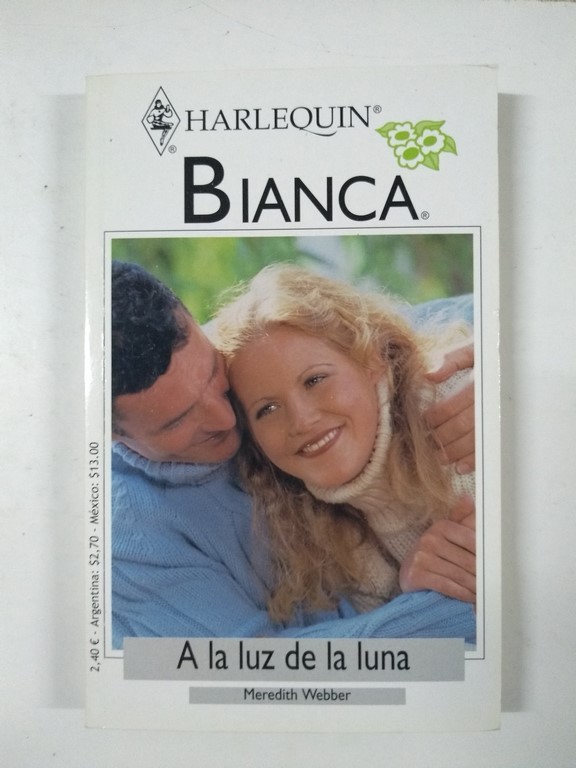 HARLEQUIN®
®
BIANCA®
2,40 € - Argentina: $2,70 - México: $13.00
A la luz de la luna
Meredith Webber